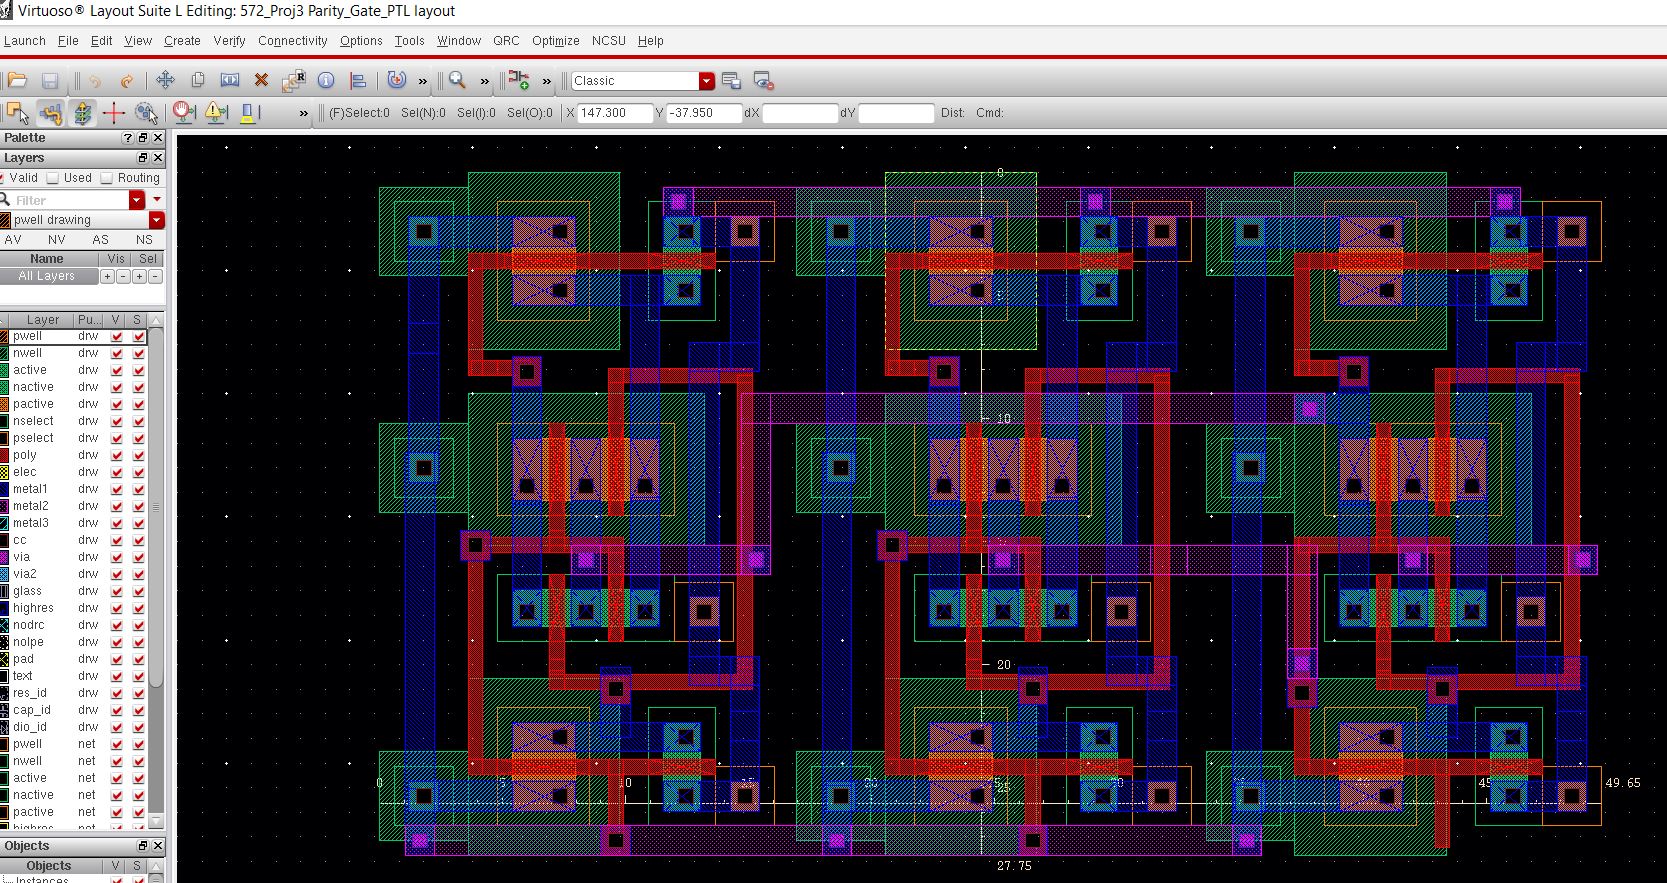 Virtuoso® Layout Suite L Editing: 572_Proj3 Parity_Gate_PTL layout
Launch File Edit View Create Verify Connectivity Options Tools Window QRC Optimize NCSU Help
» » » Classic
» (F)Select:0 Sel(N):0 Sel(I):0 Sel(O):0 X 147.300 Y -37.950 dX dY Dist: Cmd:
Palette
Layers
Valid Used Routing
Filter
pwell drawing
AV NV AS NS
Name Vis Sel
All Layers + - + -
Layer Pu... V S
pwell drw
nwell drw
active drw
nactive drw
pactive drw
nselect drw
pselect drw
poly drw
elec drw
metal1 drw
metal2 drw
metal3 drw
cc drw
via drw
via2 drw
glass drw
highres drw
nodrc drw
nolpe drw
pad drw
text drw
res_id drw
cap_id drw
dio_id drw
pwell net
nwell net
active net
nactive net
pactive net
highres net
Objects
Objects V S
Instances
0
10
20
25
27.75
0
10
49.65